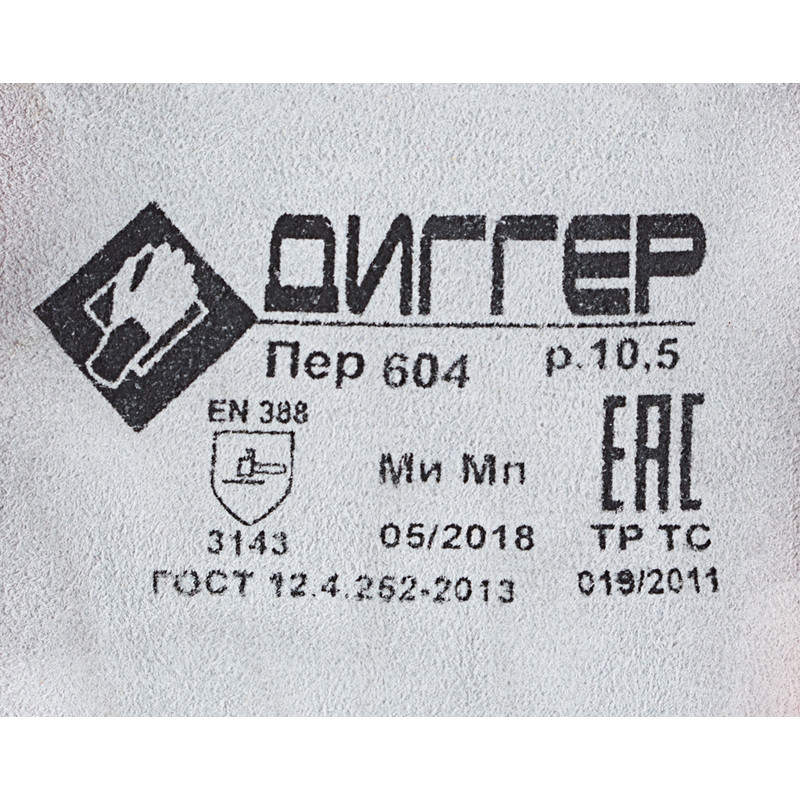 ДИГГЕР
Пер 604 р.10,5
EN 388
Ми Мп
EAC
3143 05/2018 ТР ТС
ГОСТ 12.4.252-2013 019/2011